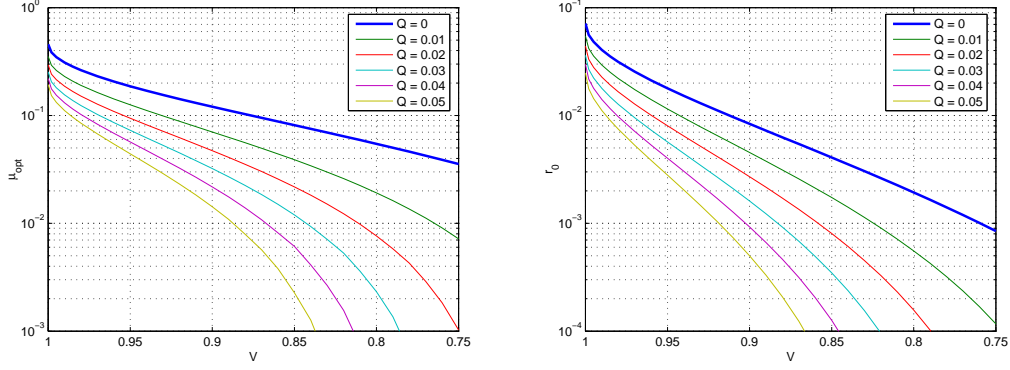 10^0
10^-1
10^-2
10^-3
μ_opt
1
0.95
0.9
0.85
0.8
0.75
V
Q = 0
Q = 0.01
Q = 0.02
Q = 0.03
Q = 0.04
Q = 0.05
10^-1
10^-2
10^-3
10^-4
r_0
1
0.95
0.9
0.85
0.8
0.75
V
Q = 0
Q = 0.01
Q = 0.02
Q = 0.03
Q = 0.04
Q = 0.05